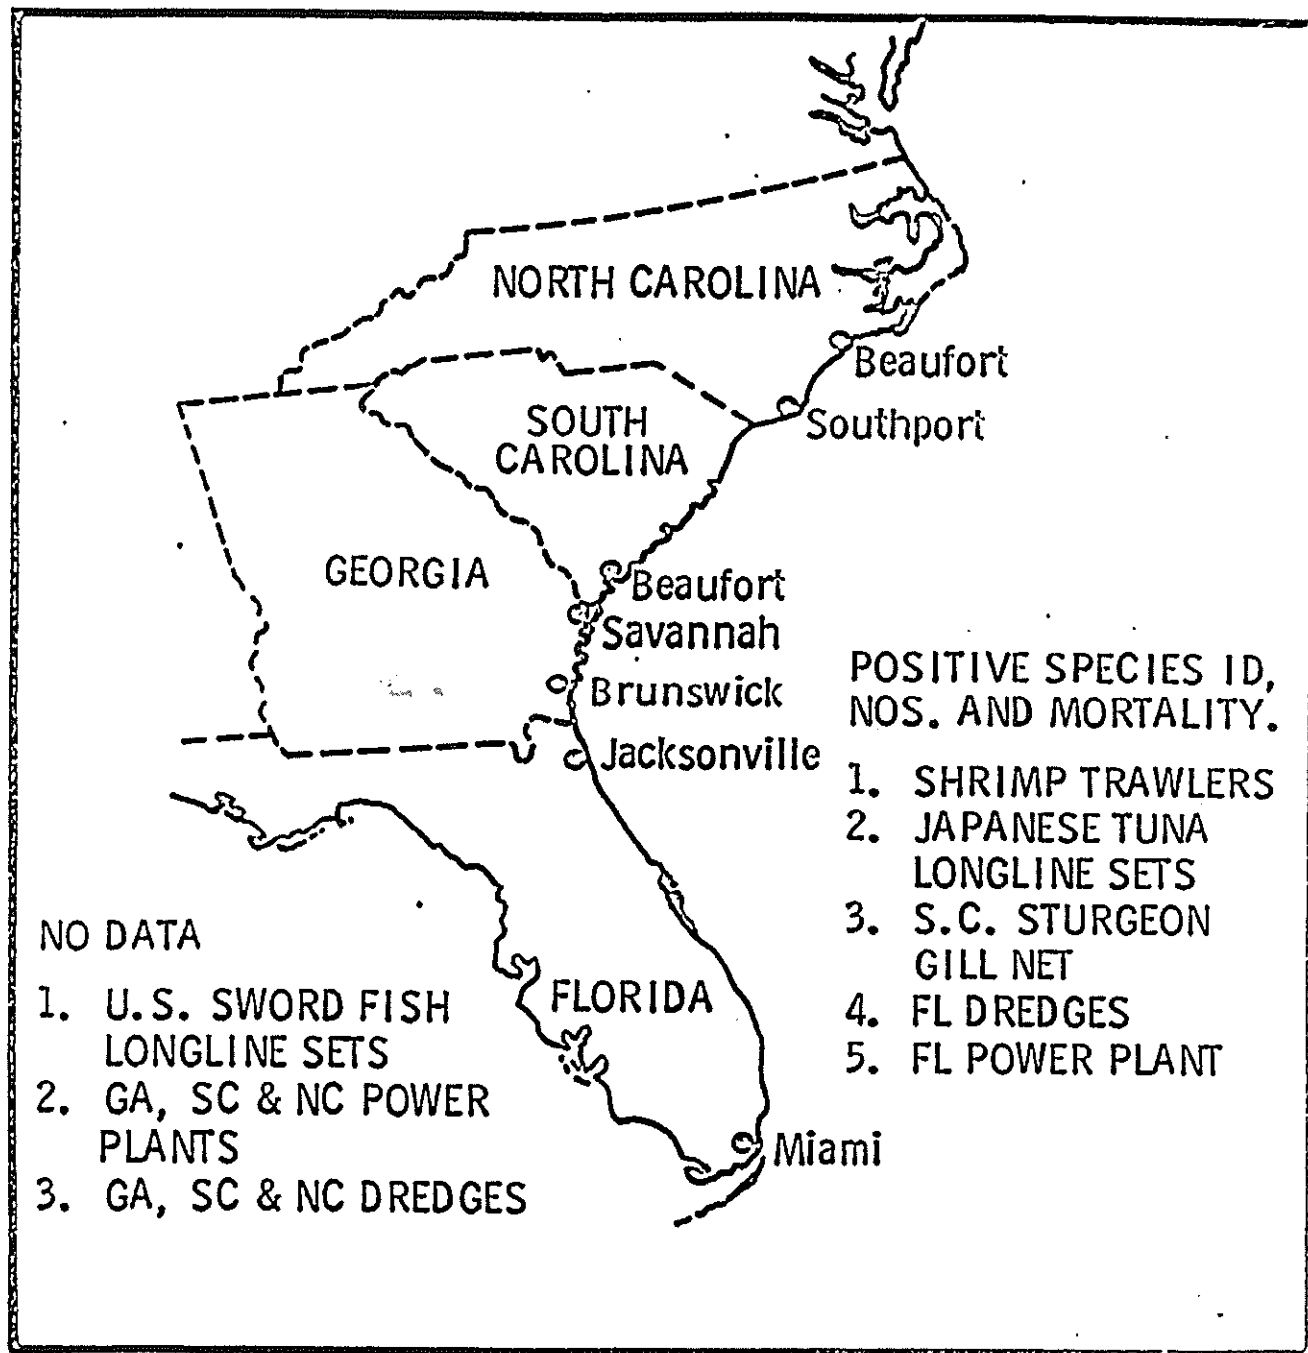 NORTH CAROLINA
Beaufort
Southport
SOUTH
CAROLINA
GEORGIA
Beaufort
Savannah
Brunswick
Jacksonville
FLORIDA
Miami
POSITIVE SPECIES ID,
NOS. AND MORTALITY.
1. SHRIMP TRAWLERS
2. JAPANESE TUNA
LONGLINE SETS
3. S.C. STURGEON
GILL NET
4. FL DREDGES
5. FL POWER PLANT
NO DATA
1. U.S. SWORD FISH
LONGLINE SETS
2. GA, SC & NC POWER
PLANTS
3. GA, SC & NC DREDGES